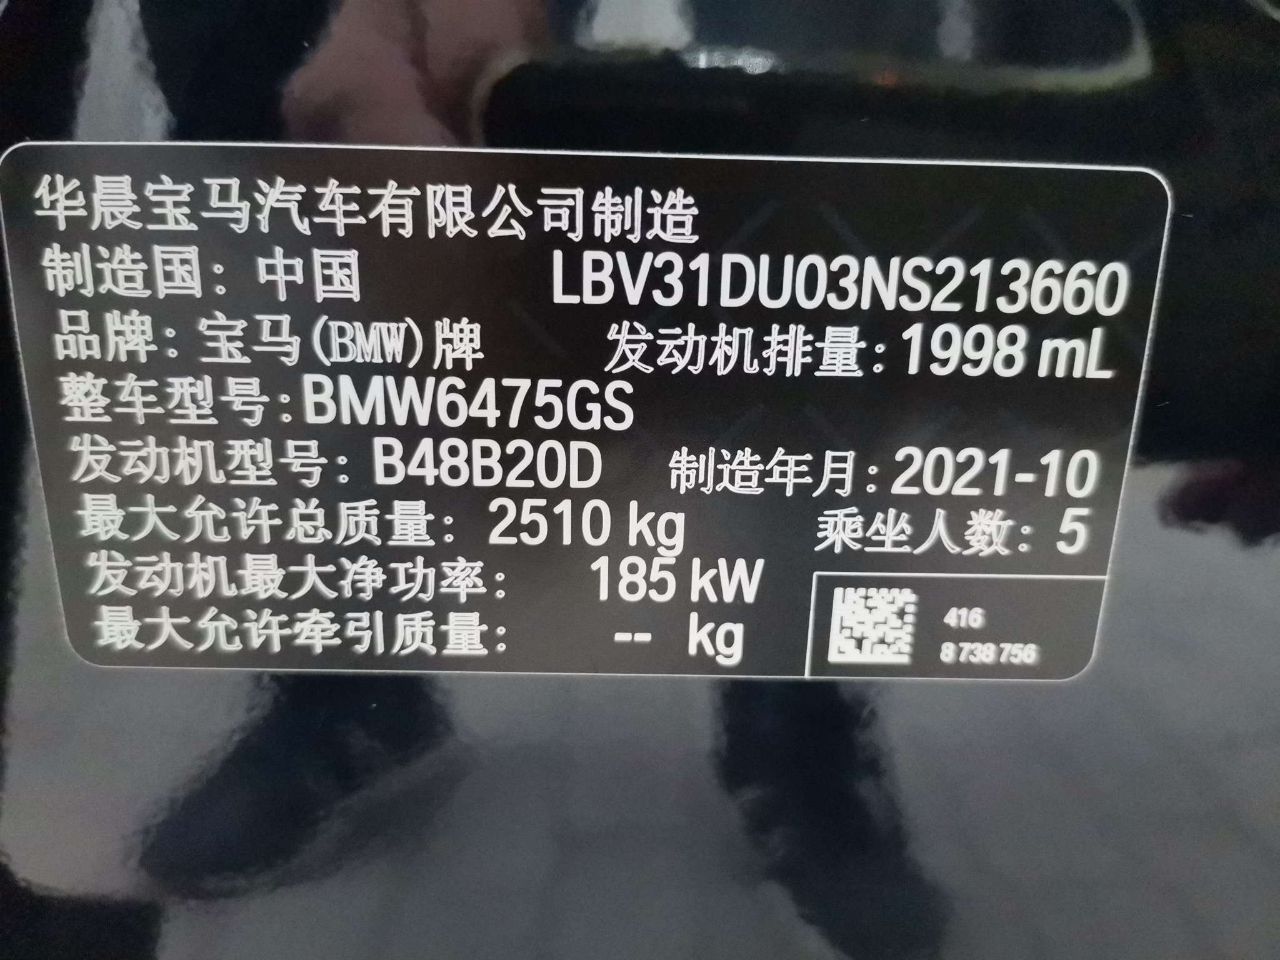 华晨宝马汽车有限公司制造
制造国：中国 LBV31DU03NS213660
品牌：宝马(BMW)牌 发动机排量：1998 mL
整车型号：BMW6475GS
发动机型号：B48B20D 制造年月：2021-10
最大允许总质量：2510 kg 乘坐人数：5
发动机最大净功率：185 kW
最大允许牵引质量：-- kg
416
8 738 756